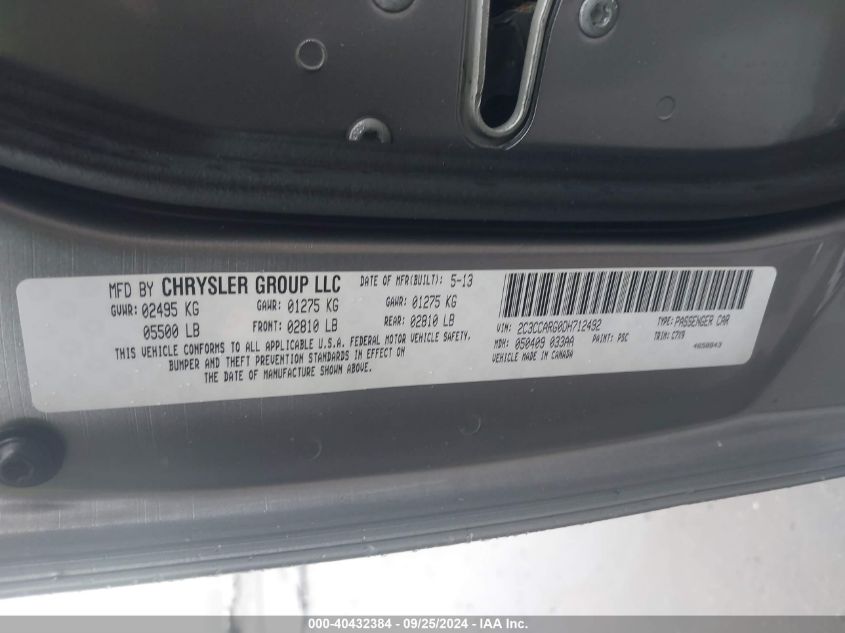 MFD BY CHRYSLER GROUP LLC DATE OF MFR(BUILT): 5-13
GVWR: 02495 KG GAWR: 01275 KG GAWR: 01275 KG
05500 LB FRONT: 02810 LB REAR: 02810 LB
THIS VEHICLE CONFORMS TO ALL APPLICABLE U.S.A. FEDERAL MOTOR VEHICLE SAFETY,
BUMPER AND THEFT PREVENTION STANDARDS IN EFFECT ON
THE DATE OF MANUFACTURE SHOWN ABOVE.
VIN: 2C3CCARG0DH712492 TYPE: PASSENGER CAR
MDH: 050409 033AA PAINT: PSC TRIM: C7X9
VEHICLE MADE IN CANADA 4650843
000-40432384 - 09/25/2024 - IAA Inc.